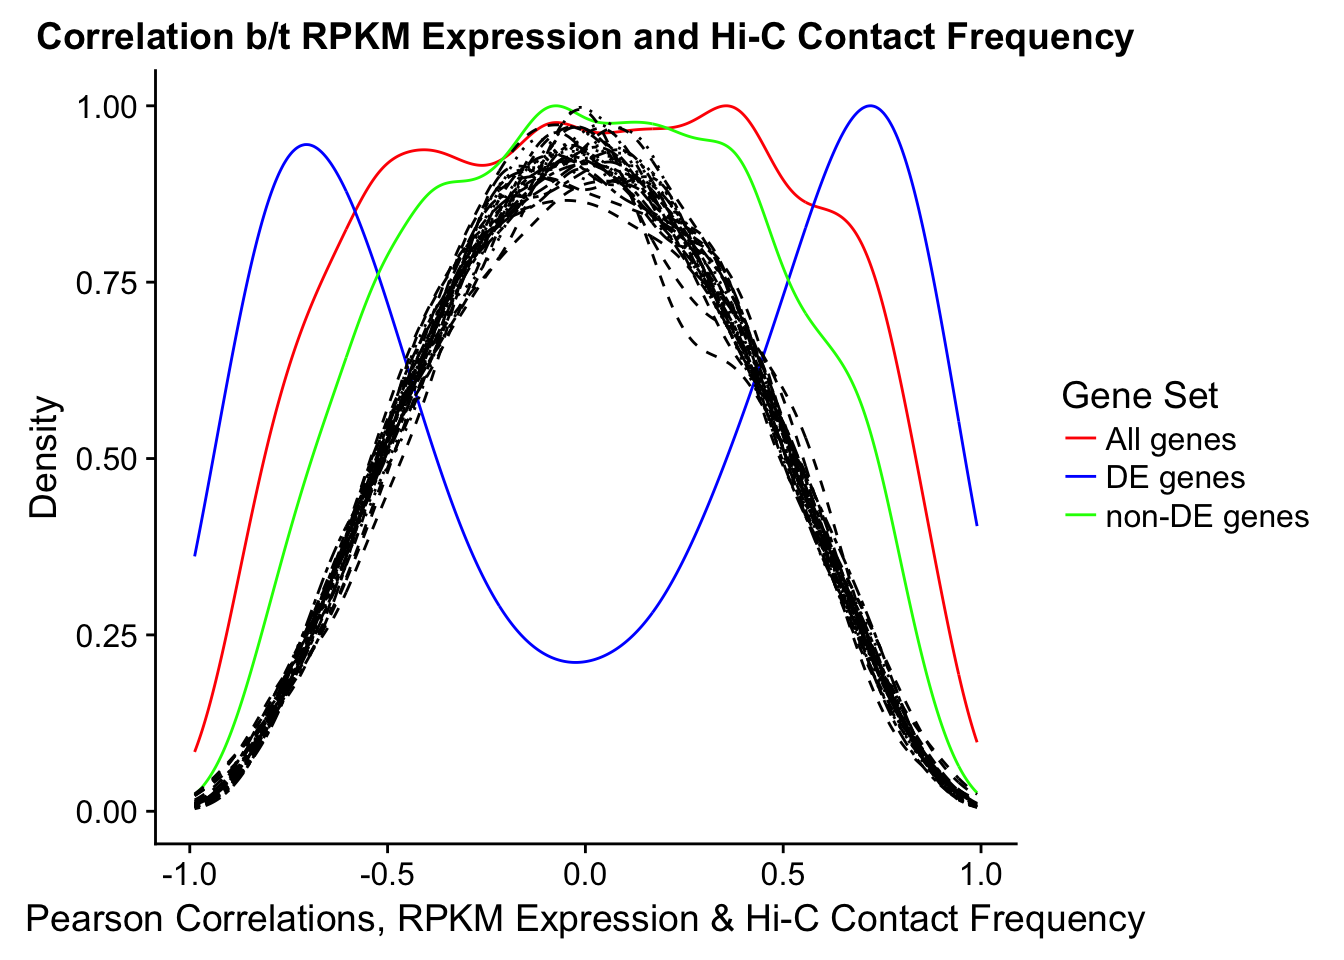 Correlation b/t RPKM Expression and Hi-C Contact Frequency
1.00
0.75
0.50
0.25
0.00
Density
-1.0 -0.5 0.0 0.5 1.0
Pearson Correlations, RPKM Expression & Hi-C Contact Frequency
Gene Set
All genes
DE genes
non-DE genes